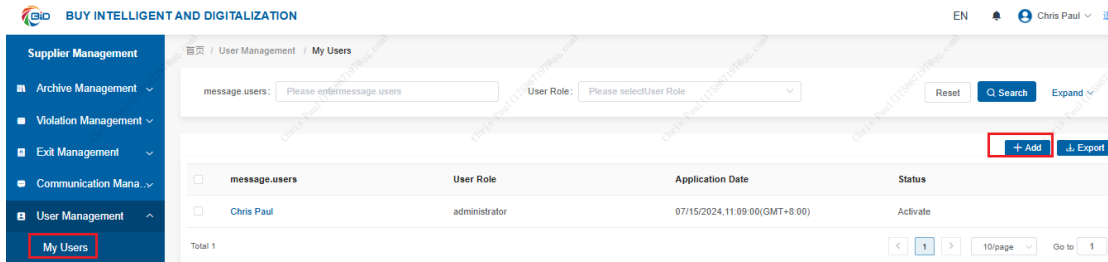 BiD BUY INTELLIGENT AND DIGITALIZATION EN Chris Paul
Supplier Management 首页 / User Management / My Users
Archive Management message.users: Please entermessage.users User Role: Please selectUser Role Reset Search Expand
Violation Management
Exit Management + Add Export
Communication Mana... message.users User Role Application Date Status
User Management Chris Paul administrator 07/15/2024,11:09:00(GMT+8:00) Activate
My Users Total 1 < 1 > 10/page Go to 1